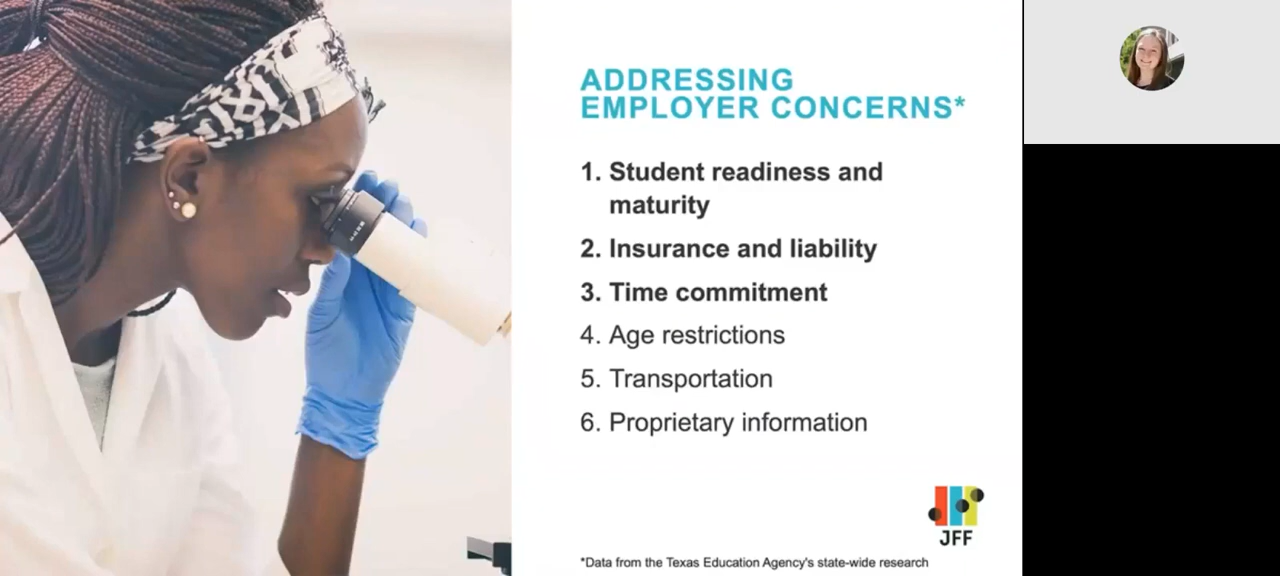 ADDRESSING
EMPLOYER CONCERNS*
1. Student readiness and
maturity
2. Insurance and liability
3. Time commitment
4. Age restrictions
5. Transportation
6. Proprietary information
JFF
*Data from the Texas Education Agency's state-wide research